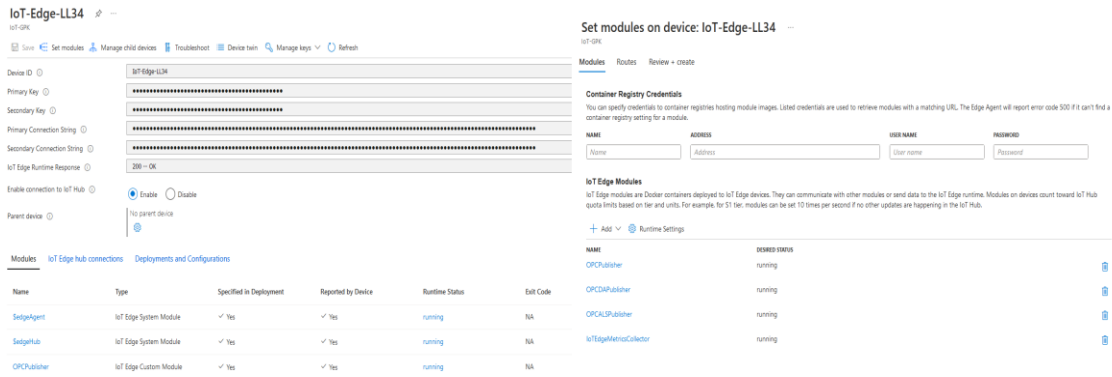 IoT-Edge-LL34
IoT-GPK
Save Set modules Manage child devices Troubleshoot Device twin Manage keys Refresh
Device ID IoT-Edge-LL34
Primary Key
Secondary Key
Primary Connection String
Secondary Connection String
IoT Edge Runtime Response 200 -- OK
Enable connection to IoT Hub Enable Disable
Parent device No parent device
Modules IoT Edge hub connections Deployments and Configurations
Name Type Specified in Deployment Reported by Device Runtime Status Exit Code
SedgeAgent IoT Edge System Module Yes Yes running NA
SedgeHub IoT Edge System Module Yes Yes running NA
OPCPublisher IoT Edge Custom Module Yes Yes running NA
Set modules on device: IoT-Edge-LL34
IoT-GPK
Modules Routes Review + create
Container Registry Credentials
You can specify credentials to container registries hosting module images. Listed credentials are used to retrieve modules with a matching URL. The Edge Agent will report error code 500 if it can't find a
container registry setting for a module.
NAME ADDRESS USER NAME PASSWORD
Name Address User name Password
IoT Edge Modules
IoT Edge modules are Docker containers deployed to IoT Edge devices. They can communicate with other modules or send data to the IoT Edge runtime. Modules on devices count toward IoT Hub
quota limits based on tier and units. For example, for S1 tier, modules can be set 10 times per second if no other updates are happening in the IoT Hub.
+ Add Runtime Settings
NAME DESIRED STATUS
OPCPublisher running
OPCDAPublisher running
OPCALSPublisher running
IoTEdgeMetricsCollector running